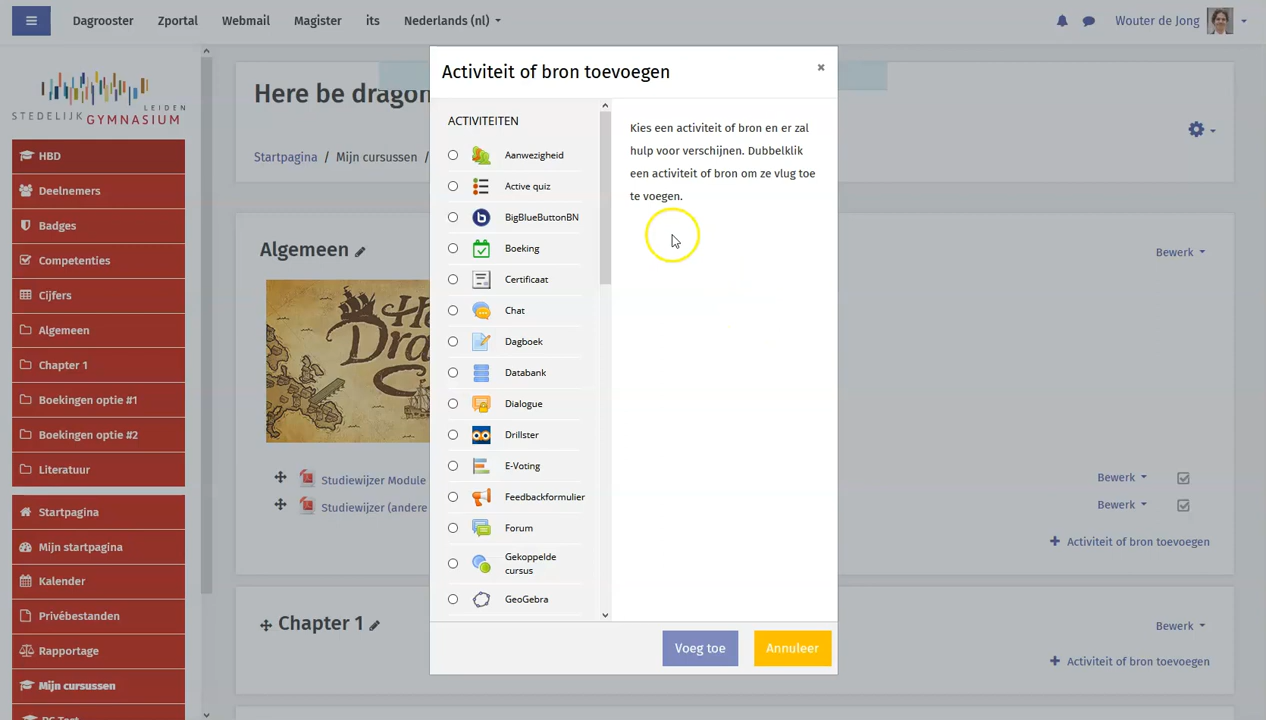 Dagrooster Zportal Webmail Magister its Nederlands (nl) Wouter de Jong
LEIDEN
STEDELIJK GYMNASIUM
HBD
Deelnemers
Badges
Competenties
Cijfers
Algemeen
Chapter 1
Boekingen optie #1
Boekingen optie #2
Literatuur
Startpagina
Mijn startpagina
Kalender
Privébestanden
Rapportage
Mijn cursussen
Here be dragon
Startpagina / Mijn cursussen /
Algemeen
Bewerk
Dra
Studiewijzer Module
Bewerk
Studiewijzer (andere
Bewerk
+ Activiteit of bron toevoegen
Chapter 1
Bewerk
+ Activiteit of bron toevoegen
Activiteit of bron toevoegen ×
ACTIVITEITEN
Aanwezigheid
Active quiz
BigBlueButtonBN
Boeking
Certificaat
Chat
Dagboek
Databank
Dialogue
Drillster
E-Voting
Feedbackformulier
Forum
Gekoppelde
cursus
GeoGebra
Kies een activiteit of bron en er zal
hulp voor verschijnen. Dubbelklik
een activiteit of bron om ze vlug toe
te voegen.
Voeg toe Annuleer